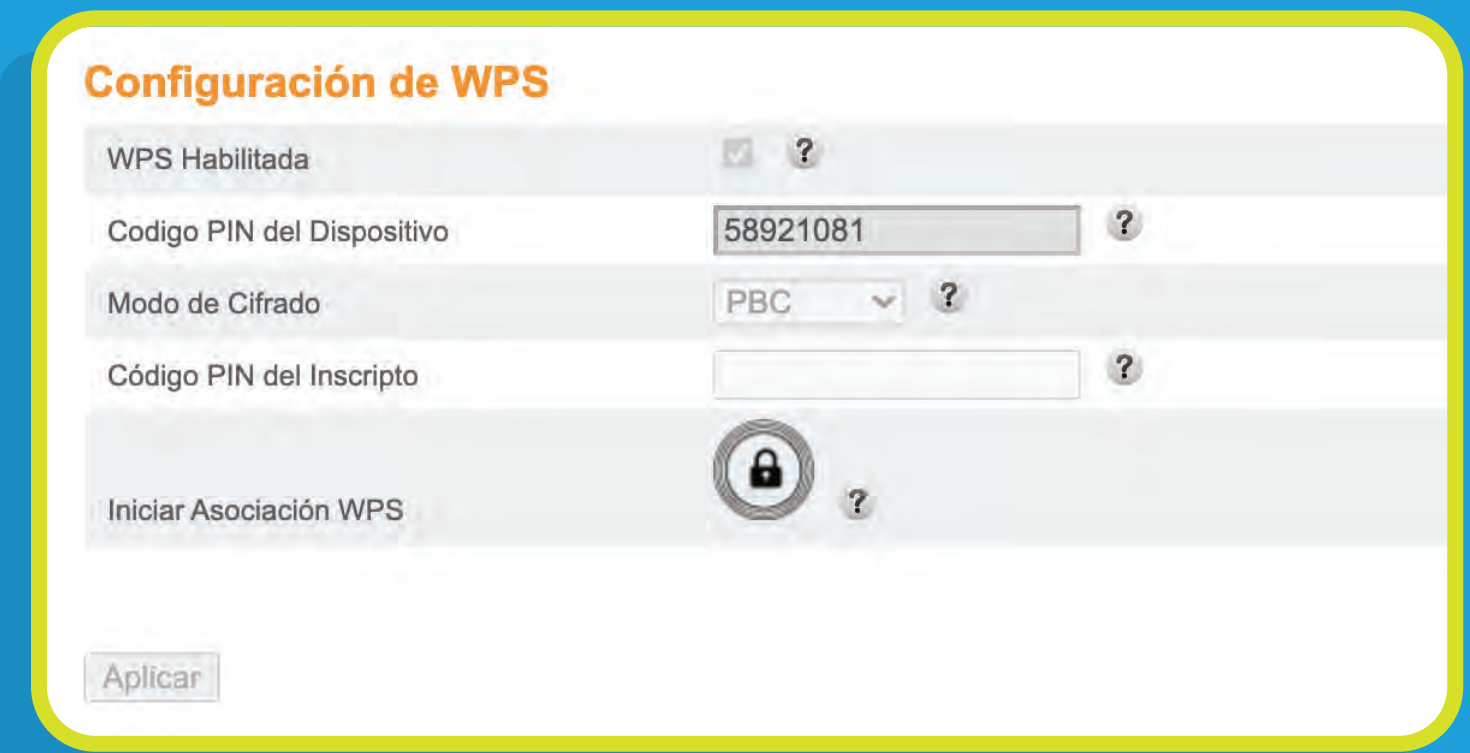 Configuración de WPS
WPS Habilitada ?
Codigo PIN del Dispositivo 58921081 ?
Modo de Cifrado PBC ?
Código PIN del Inscripto ?
Iniciar Asociación WPS ?
Aplicar